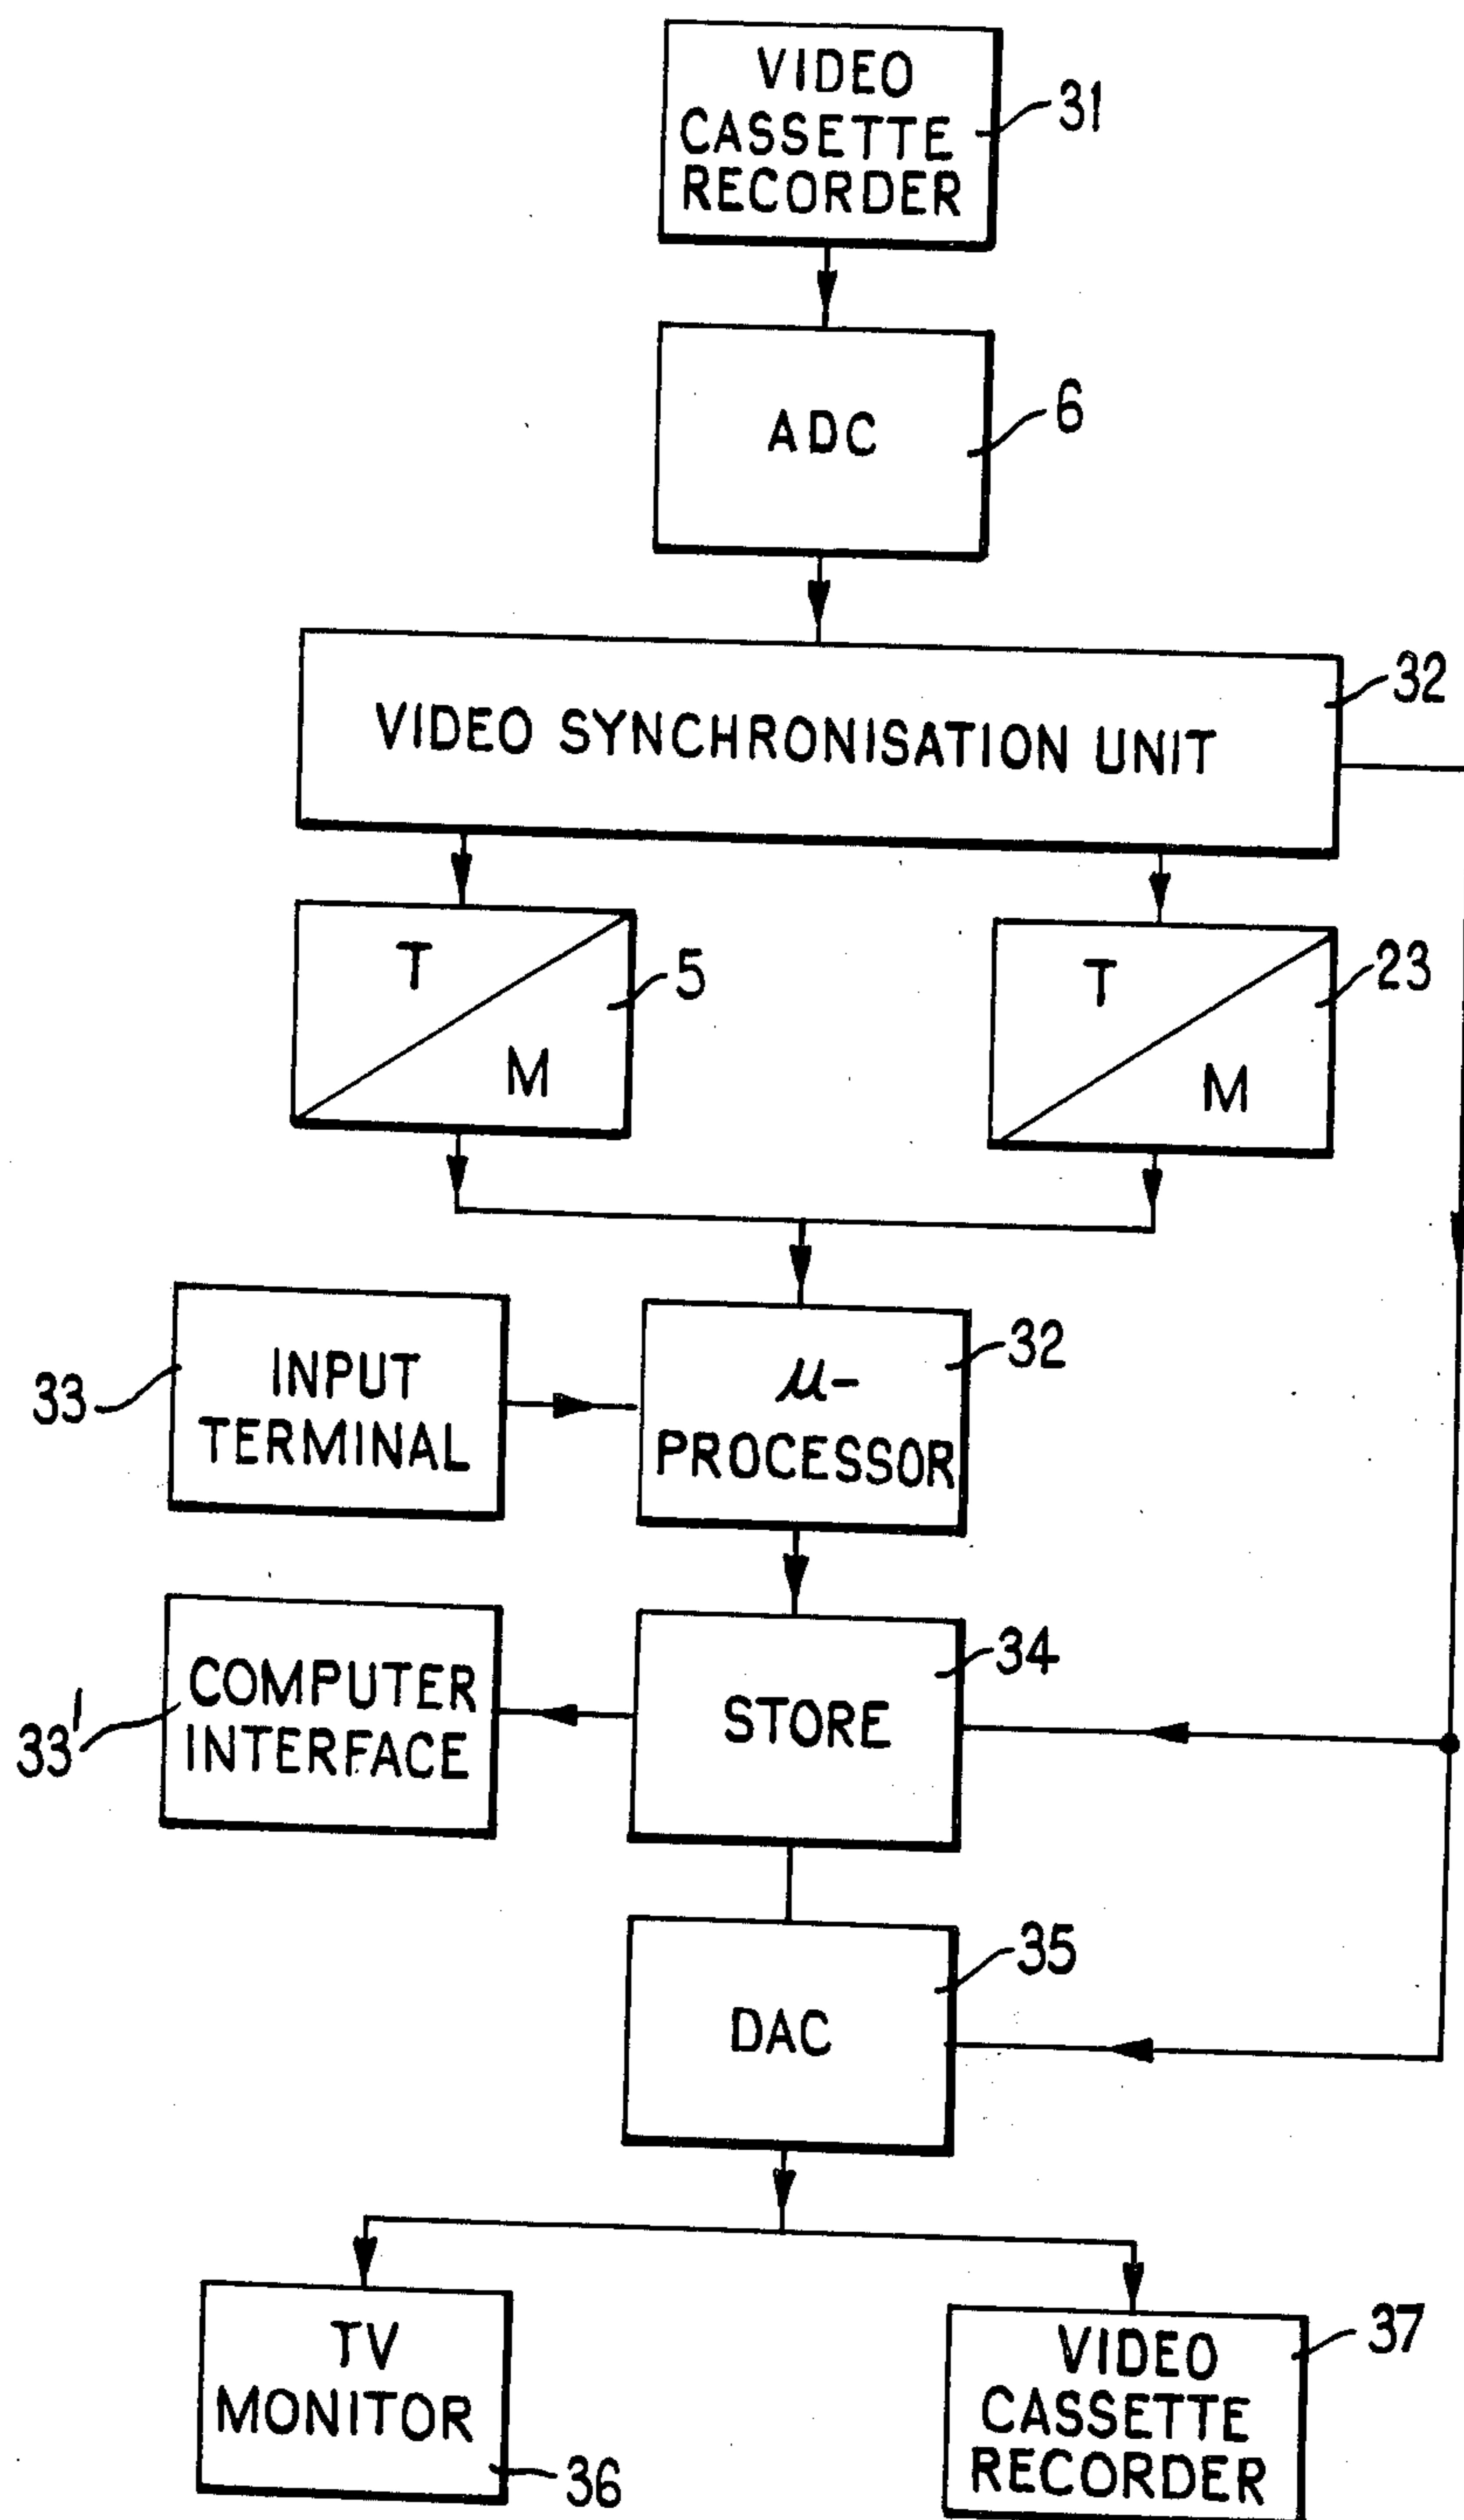 VIDEO
CASSETTE
RECORDER
31
ADC
6
VIDEO SYNCHRONISATION UNIT
32
T
M
5
T
M
23
33
INPUT
TERMINAL
μ-
PROCESSOR
32
33'
COMPUTER
INTERFACE
STORE
34
DAC
35
TV
MONITOR
36
VIDEO
CASSETTE
RECORDER
37